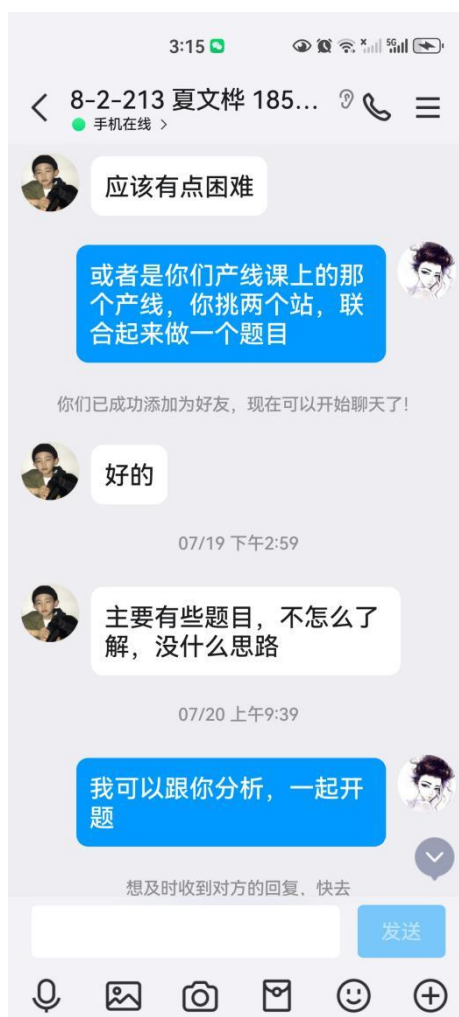 3:15
5G
8-2-213 夏文桦 185...
手机在线 >
应该有点困难
或者是你们产线课上的那
个产线，你挑两个站，联
合起来做一个题目
你们已成功添加为好友，现在可以开始聊天了!
好的
07/19 下午2:59
主要有些题目，不怎么了
解，没什么思路
07/20 上午9:39
我可以跟你分析，一起开
题
想及时收到对方的回复，快去
发送